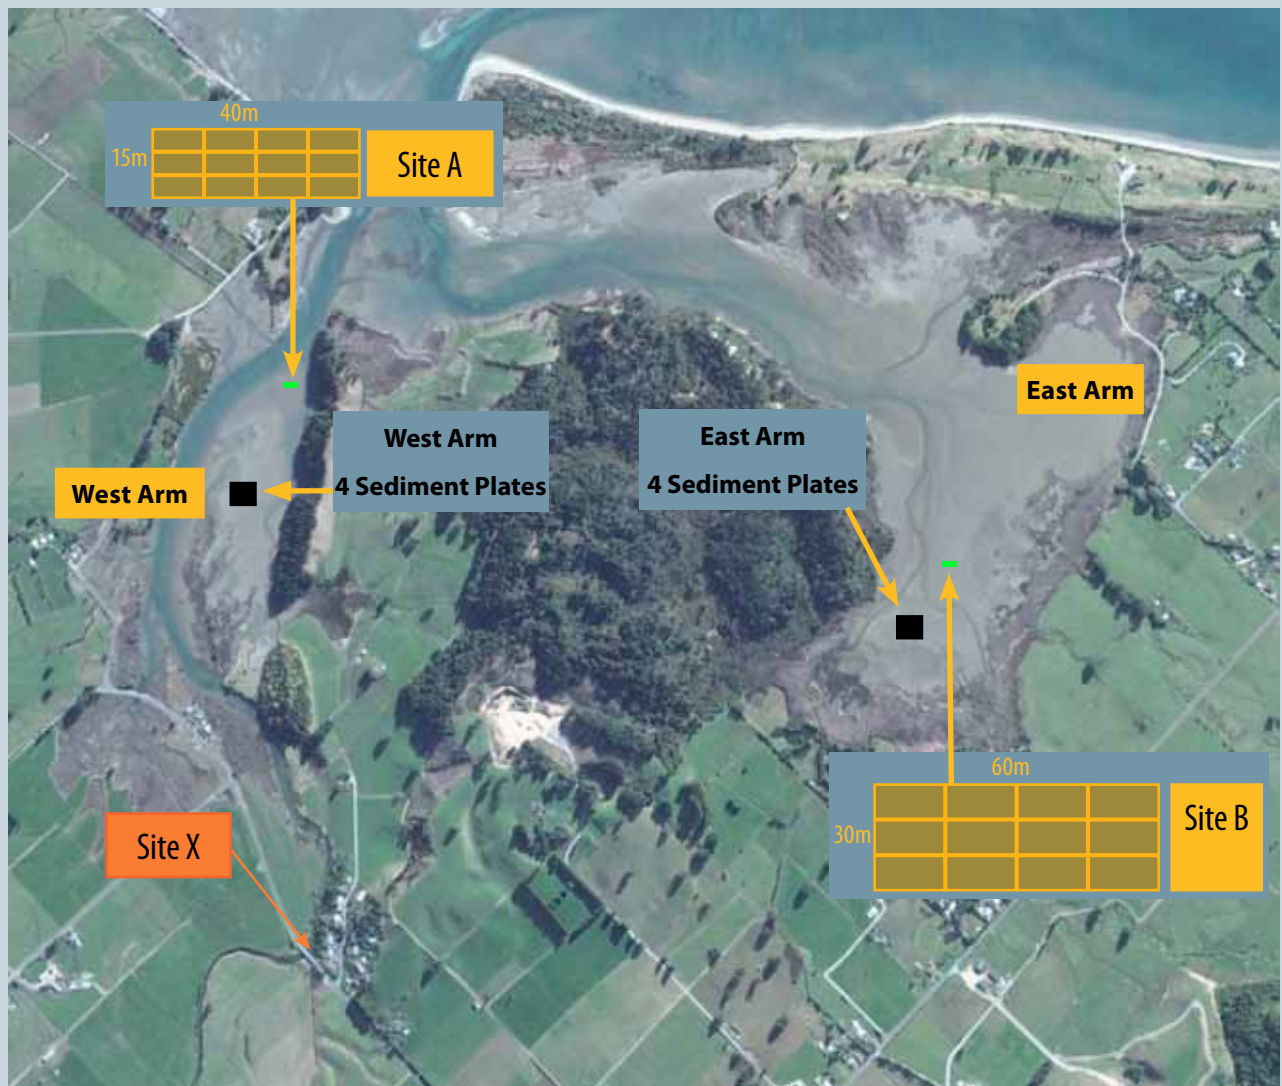 40m
15m
Site A
East Arm
West Arm
4 Sediment Plates
East Arm
4 Sediment Plates
West Arm
60m
30m
Site B
Site X